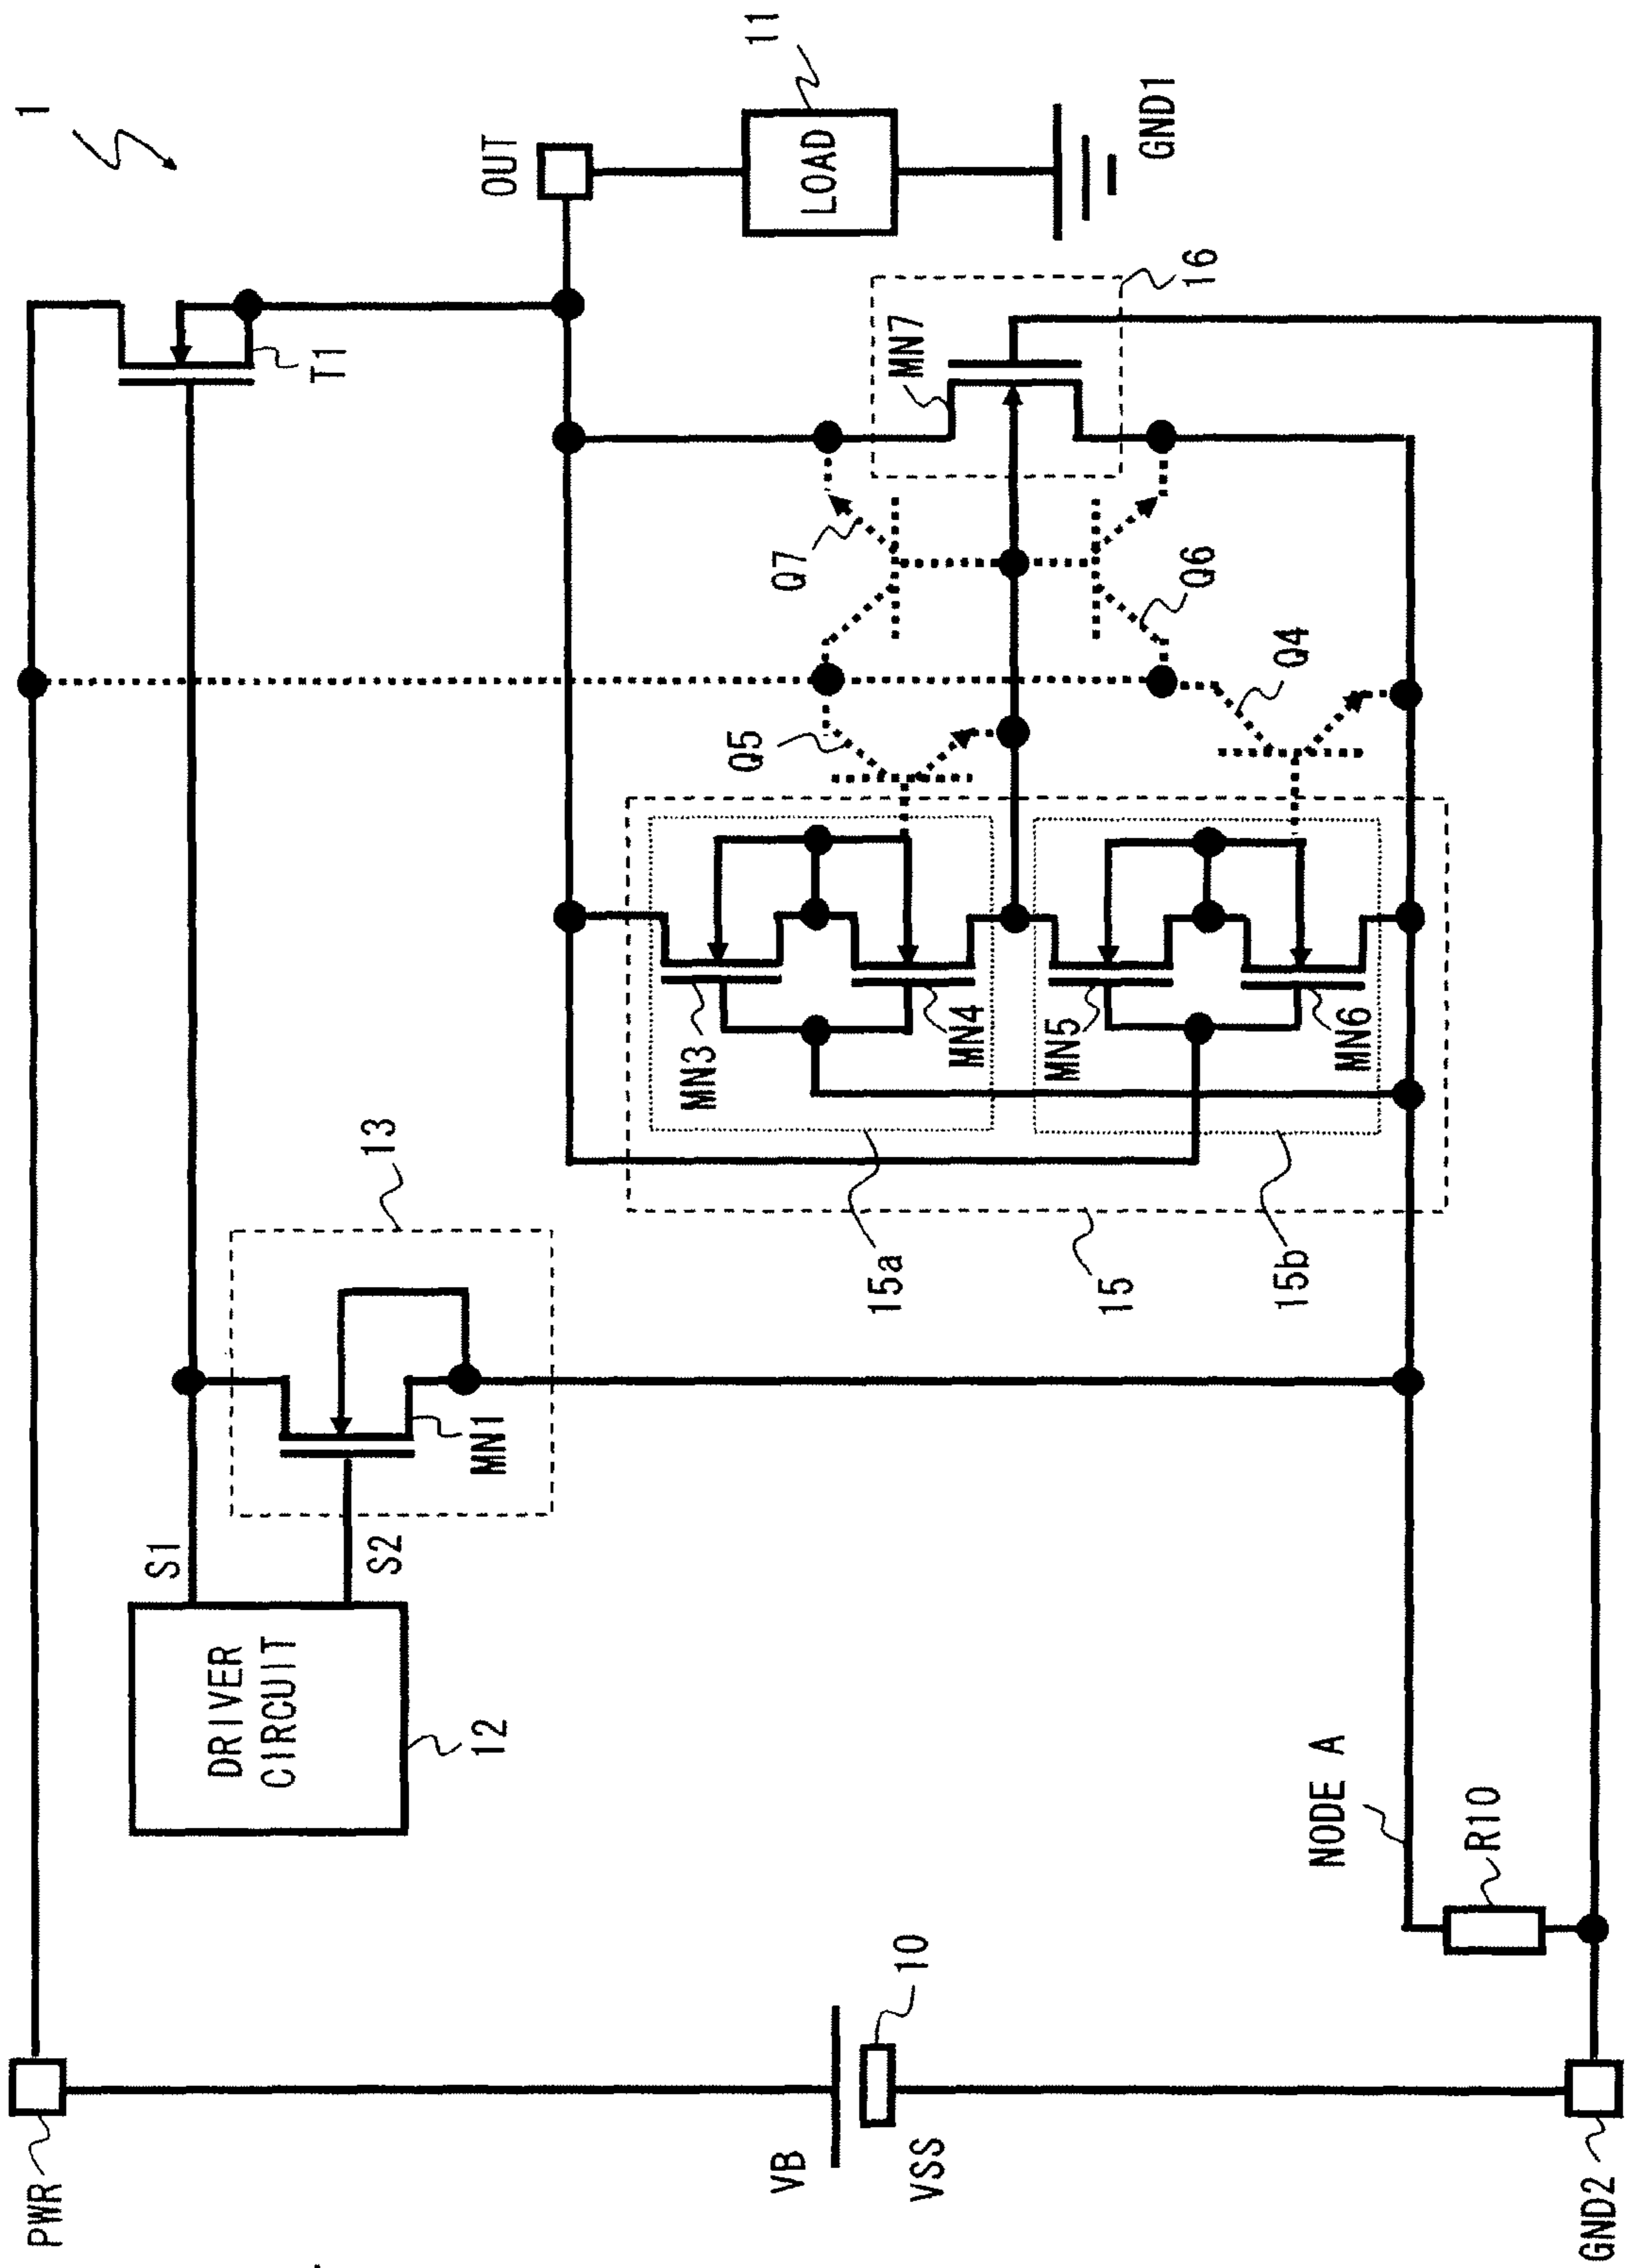 1
PWR
T1
OUT
11
LOAD
GND1
S1
S2
DRIVER
CIRCUIT
12
13
MN1
MN7
16
Q7
Q6
Q5
Q4
MN3
MN4
MN5
MN6
15a
15
15b
VB
10
VSS
NODE A
R10
GND2